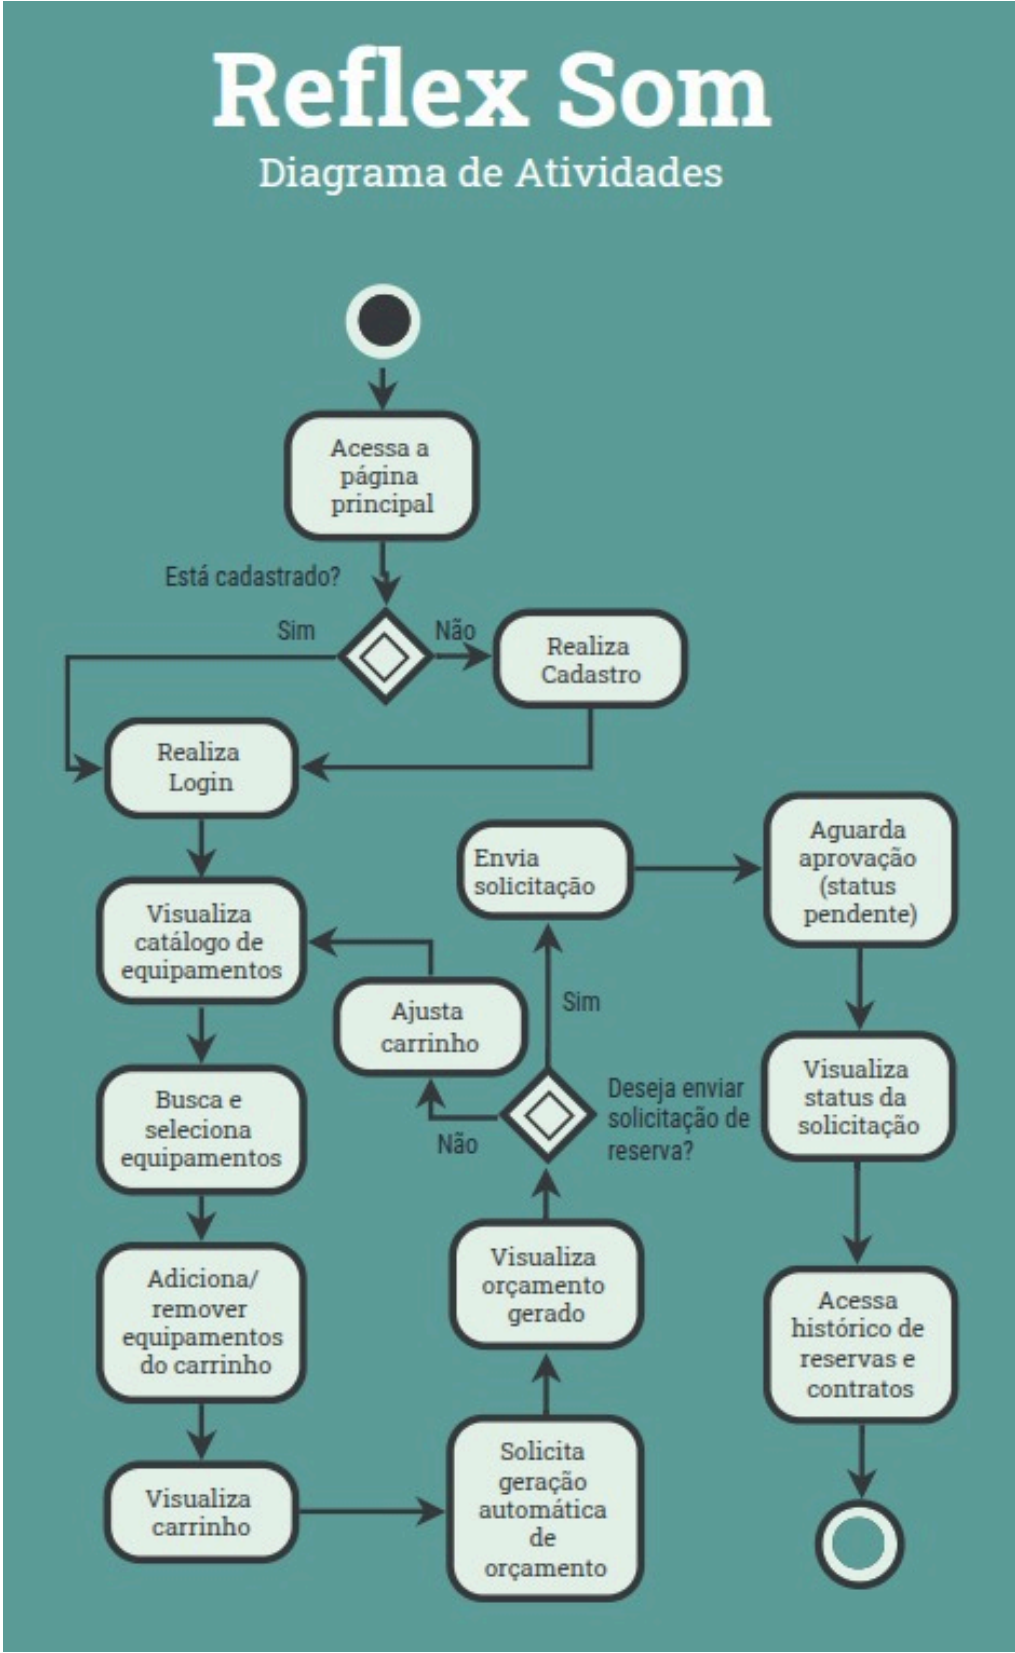 Reflex Som
Diagrama de Atividades
Acessa a
página
principal
Está cadastrado?
Sim
Não
Realiza
Cadastro
Realiza
Login
Visualiza
catálogo de
equipamentos
Busca e
seleciona
equipamentos
Adiciona/
remover
equipamentos
do carrinho
Visualiza
carrinho
Solicita
geração
automática
de
orçamento
Visualiza
orçamento
gerado
Deseja enviar
solicitação de
reserva?
Não
Ajusta
carrinho
Sim
Envia
solicitação
Aguarda
aprovação
(status
pendente)
Visualiza
status da
solicitação
Acessa
histórico de
reservas e
contratos